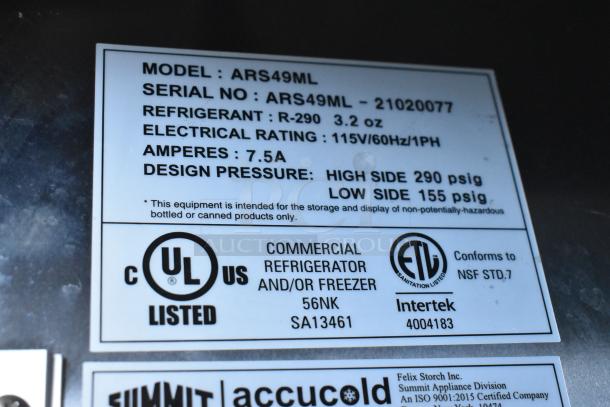 MODEL : ARS49ML
SERIAL NO : ARS49ML - 21020077
REFRIGERANT : R-290 3.2 oz
ELECTRICAL RATING : 115V/60Hz/1PH
AMPERES : 7.5A
DESIGN PRESSURE: HIGH SIDE 290 psig
LOW SIDE 155 psig
* This equipment is intended for the storage and display of non-potentially-hazardous
bottled or canned products only.
C UL ® US
LISTED
COMMERCIAL
REFRIGERATOR
AND/OR FREEZER
56NK
SA13461
ETL
SANITATION LISTED
Intertek
4004183
Conforms to
NSF STD.7
SUMMIT accucold
Felix Storch Inc.
Summit Appliance Division
An ISO 9001:2015 Certified Company
New York 10474